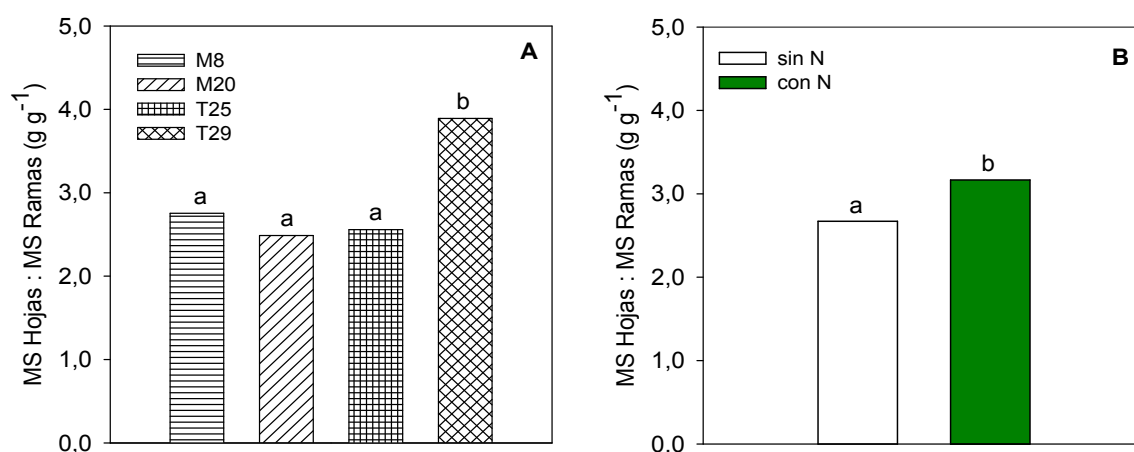 A
M8
M20
T25
T29
5,0
4,0
3,0
2,0
1,0
0,0
MS Hojas : MS Ramas (g g⁻¹)
a
a
a
b
B
sin N
con N
5,0
4,0
3,0
2,0
1,0
0,0
MS Hojas : MS Ramas (g g⁻¹)
a
b